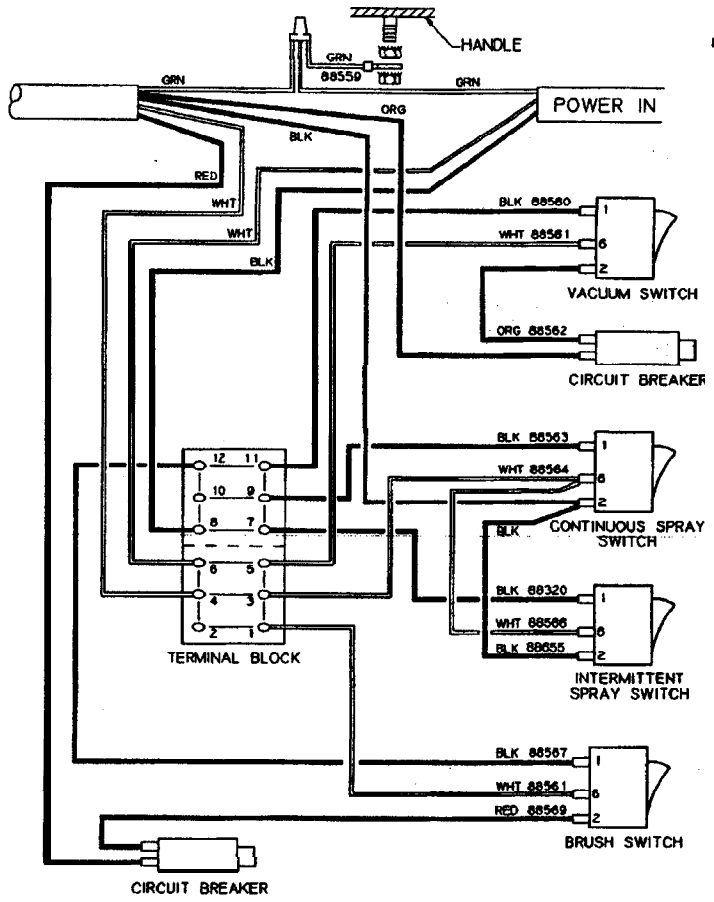 HANDLE
GRN
88559
GRN
GRN
POWER IN
ORG
BLK
RED
WHT
WHT
BLK
BLK 88560
1
WHT 88561
6
2
VACUUM SWITCH
ORG 88562
CIRCUIT BREAKER
BLK 88563
1
WHT 88564
6
2
BLK
CONTINUOUS SPRAY
SWITCH
12 11
10 9
8 7
6 5
4 3
2 1
TERMINAL BLOCK
BLK 88320
1
WHT 88566
6
BLK 88655
2
INTERMITTENT
SPRAY SWITCH
BLK 88567
1
WHT 88561
6
RED 88569
2
BRUSH SWITCH
CIRCUIT BREAKER